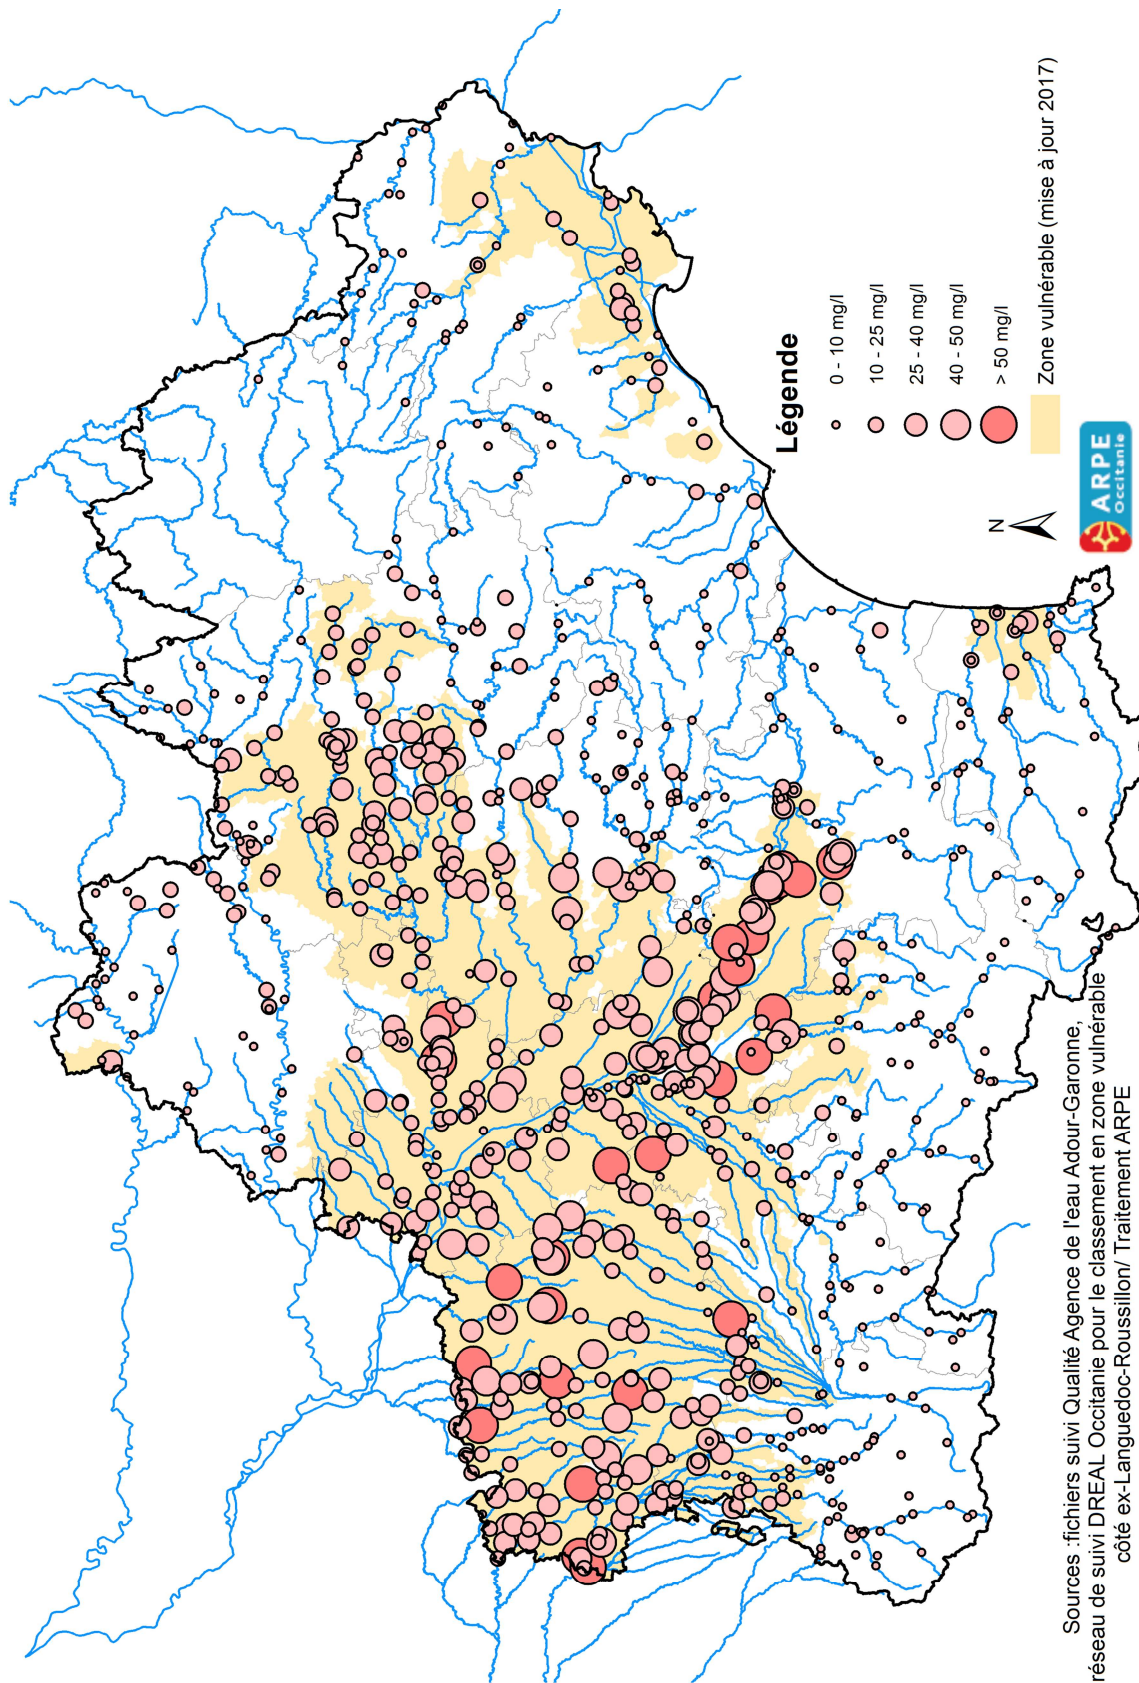 Légende
0 - 10 mg/l
10 - 25 mg/l
25 - 40 mg/l
40 - 50 mg/l
> 50 mg/l
Zone vulnérable (mise à jour 2017)
N
ARPE
Occitanie
Sources :fichiers suivi Qualité Agence de l'eau Adour-Garonne,
réseau de suivi DREAL Occitanie pour le classement en zone vulnérable
côté ex-Languedoc-Roussillon/ Traitement ARPE